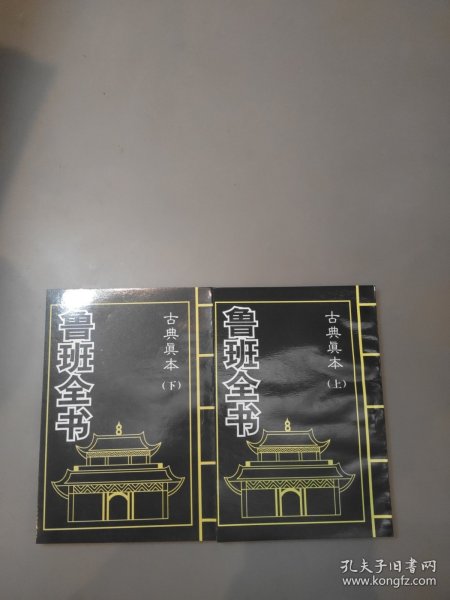 鲁班全书
古典真本
（下）
鲁班全书
古典真本
（上）
孔夫子旧书网
www.kongfz.com